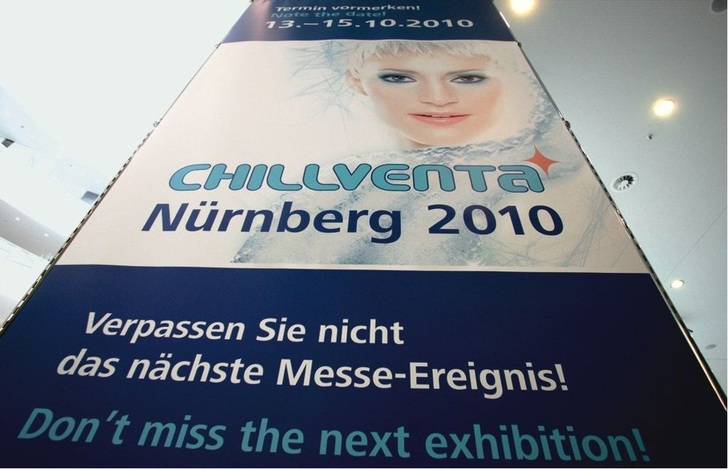 Termin vormerken!
Note the date!
13.–15.10.2010
CHILLVENTA
Nürnberg 2010
Verpassen Sie nicht
das nächste Messe-Ereignis!
Don't miss the next exhibition!